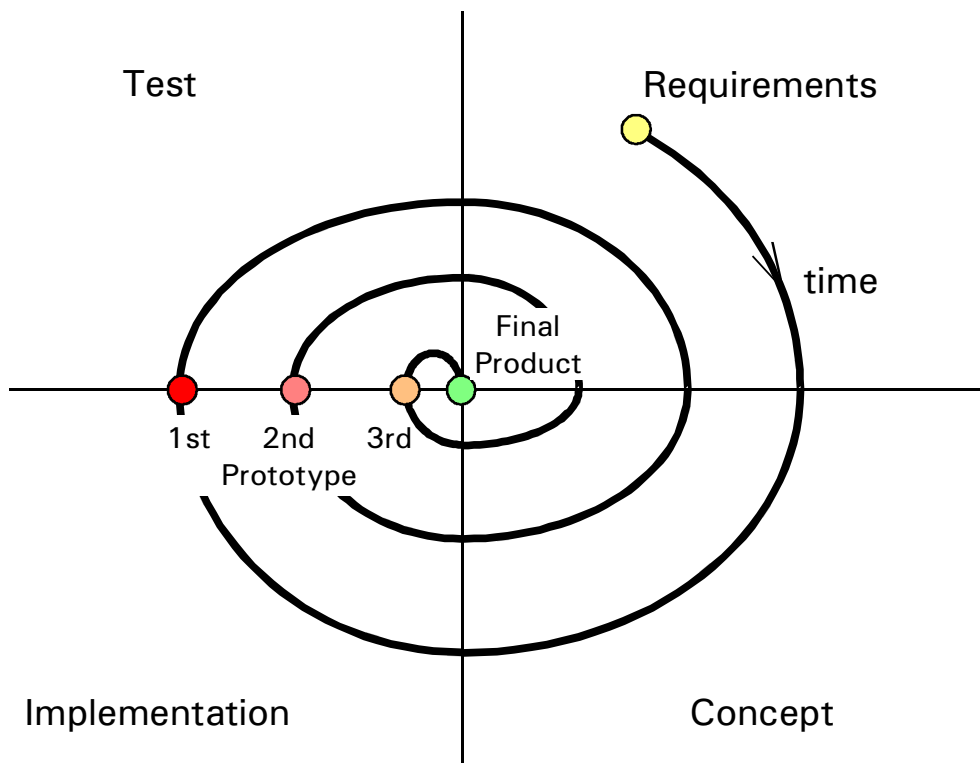 Test
Requirements
time
Final
Product
1st 2nd 3rd
Prototype
Implementation
Concept